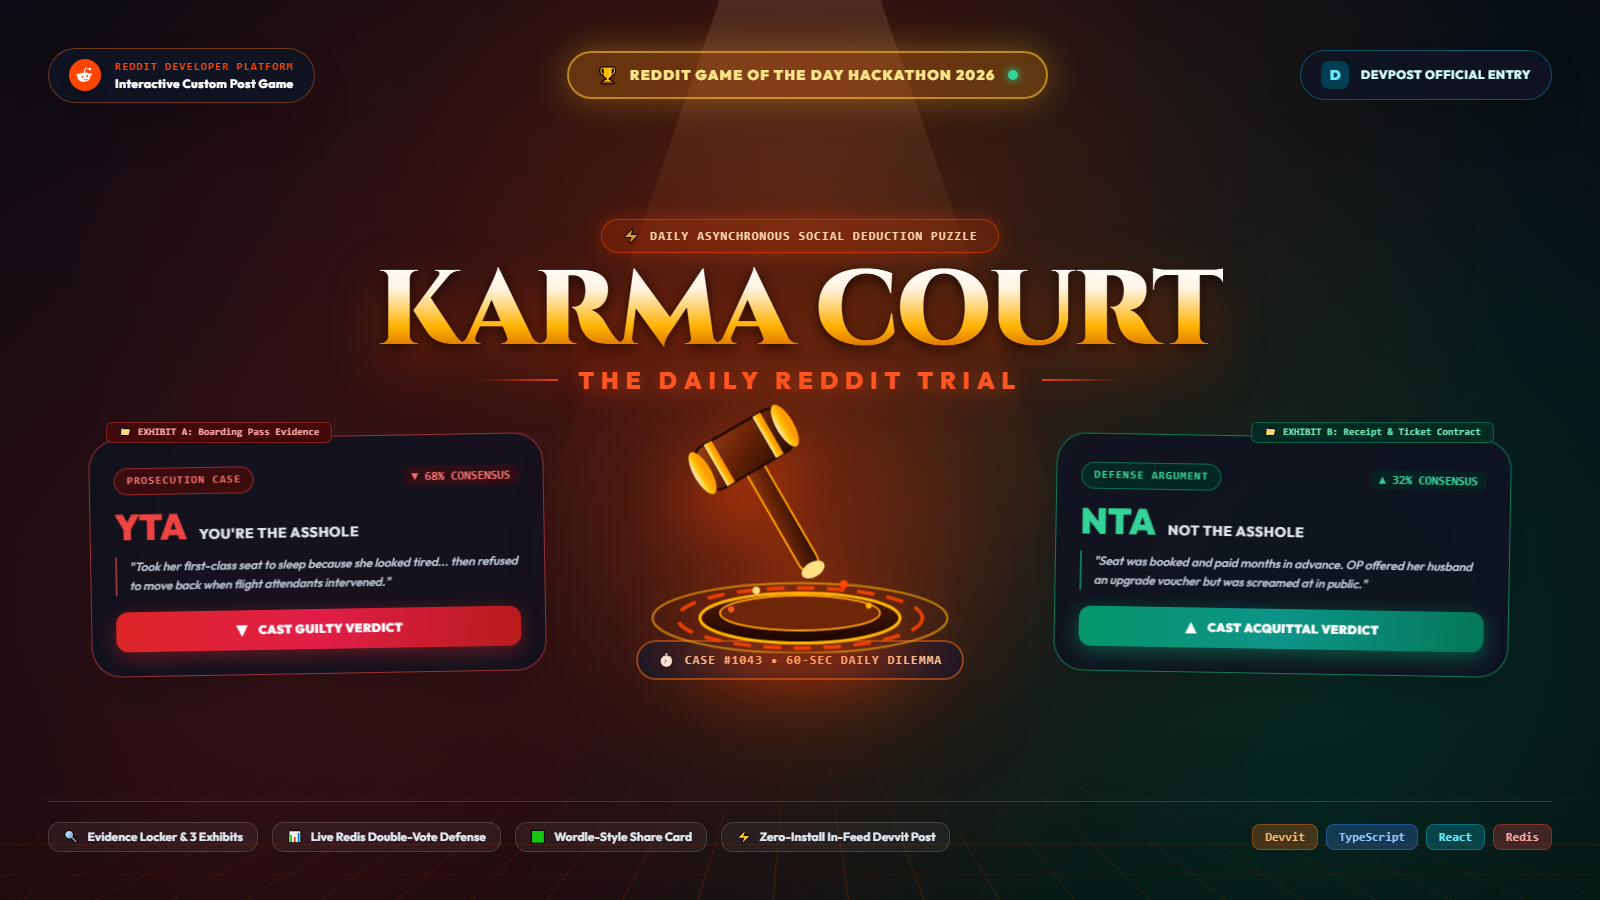 REDDIT DEVELOPER PLATFORM
Interactive Custom Post Game
REDDIT GAME OF THE DAY HACKATHON 2026
D DEVPOST OFFICIAL ENTRY
DAILY ASYNCHRONOUS SOCIAL DEDUCTION PUZZLE
KARMA COURT
THE DAILY REDDIT TRIAL
EXHIBIT A: Boarding Pass Evidence
PROSECUTION CASE
▼ 68% CONSENSUS
YTA YOU'RE THE ASSHOLE
"Took her first-class seat to sleep because she looked tired... then refused
to move back when flight attendants intervened."
▼ CAST GUILTY VERDICT
CASE #1043 • 60-SEC DAILY DILEMMA
EXHIBIT B: Receipt & Ticket Contract
DEFENSE ARGUMENT
▲ 32% CONSENSUS
NTA NOT THE ASSHOLE
"Seat was booked and paid months in advance. OP offered her husband
an upgrade voucher but was screamed at in public."
▲ CAST ACQUITTAL VERDICT
Evidence Locker & 3 Exhibits
Live Redis Double-Vote Defense
Wordle-Style Share Card
Zero-Install In-Feed Devvit Post
Devvit
TypeScript
React
Redis